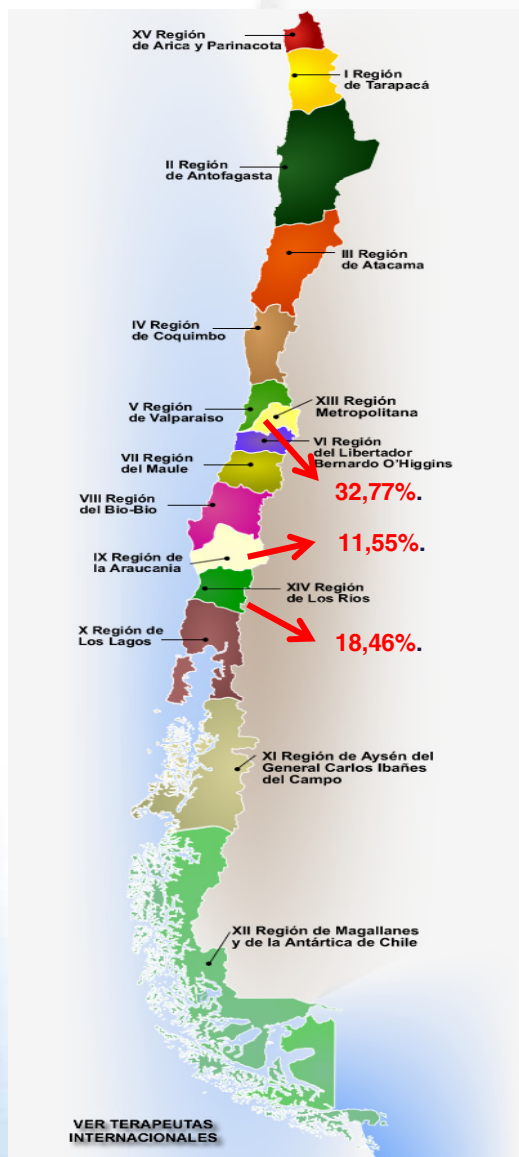 XV Región
de Arica y Parinacota
I Región
de Tarapacá
II Región
de Antofagasta
III Región
de Atacama
IV Región
de Coquimbo
V Región
de Valparaiso
XIII Región
Metropolitana
VI Región
del Libertador
Bernardo O'Higgins
VII Región
del Maule
32,77%.
VIII Región
del Bio-Bio
11,55%.
IX Región de
la Araucania
XIV Región
de Los Ríos
X Región de
Los Lagos
18,46%.
XI Región de Aysén del
General Carlos Ibañes
del Campo
XII Región de Magallanes
y de la Antártica de Chile
VER TERAPEUTAS
INTERNACIONALES